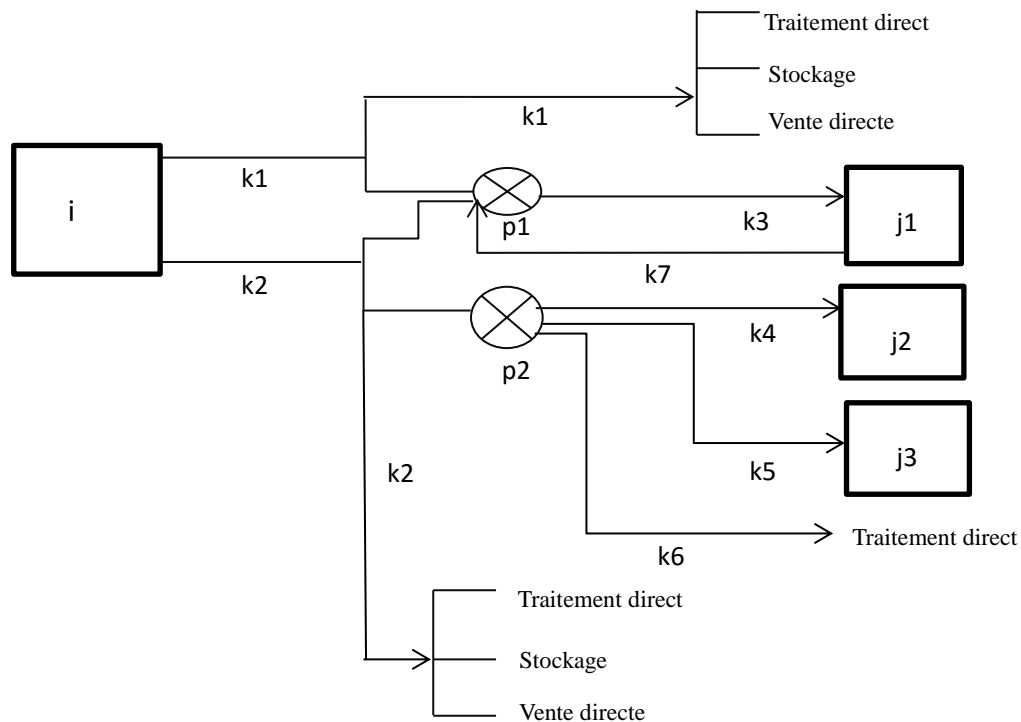 Traitement direct
Stockage
k1
Vente directe
k1
i
p1
k3
j1
k2
k7
k4
j2
p2
k2
k5
j3
k6
Traitement direct
Traitement direct
Stockage
Vente directe